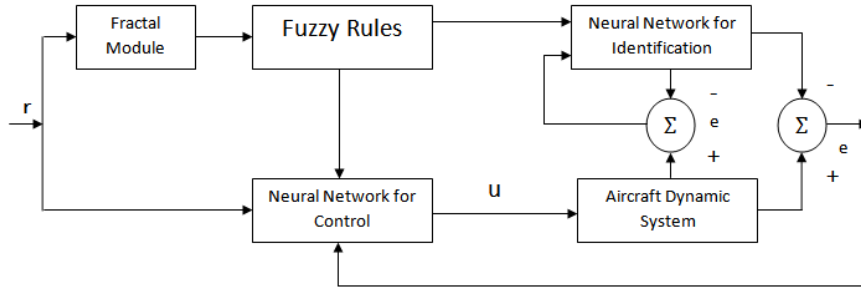 Fractal
Module
Fuzzy Rules
Neural Network for
Identification
r
-
e
+
Σ
-
Σ
e
+
Neural Network for
Control
u
Aircraft Dynamic
System